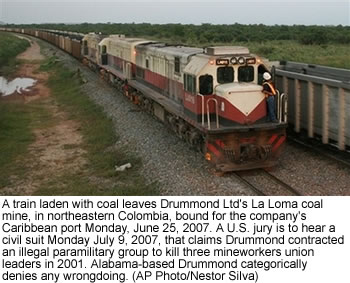 A train laden with coal leaves Drummond Ltd's La Loma coal
mine, in northeastern Colombia, bound for the company's
Caribbean port Monday, June 25, 2007. A U.S. jury is to hear a
civil suit Monday July 9, 2007, that claims Drummond contracted
an illegal paramilitary group to kill three mineworkers union
leaders in 2001. Alabama-based Drummond categorically
denies any wrongdoing. (AP Photo/Nestor Silva)